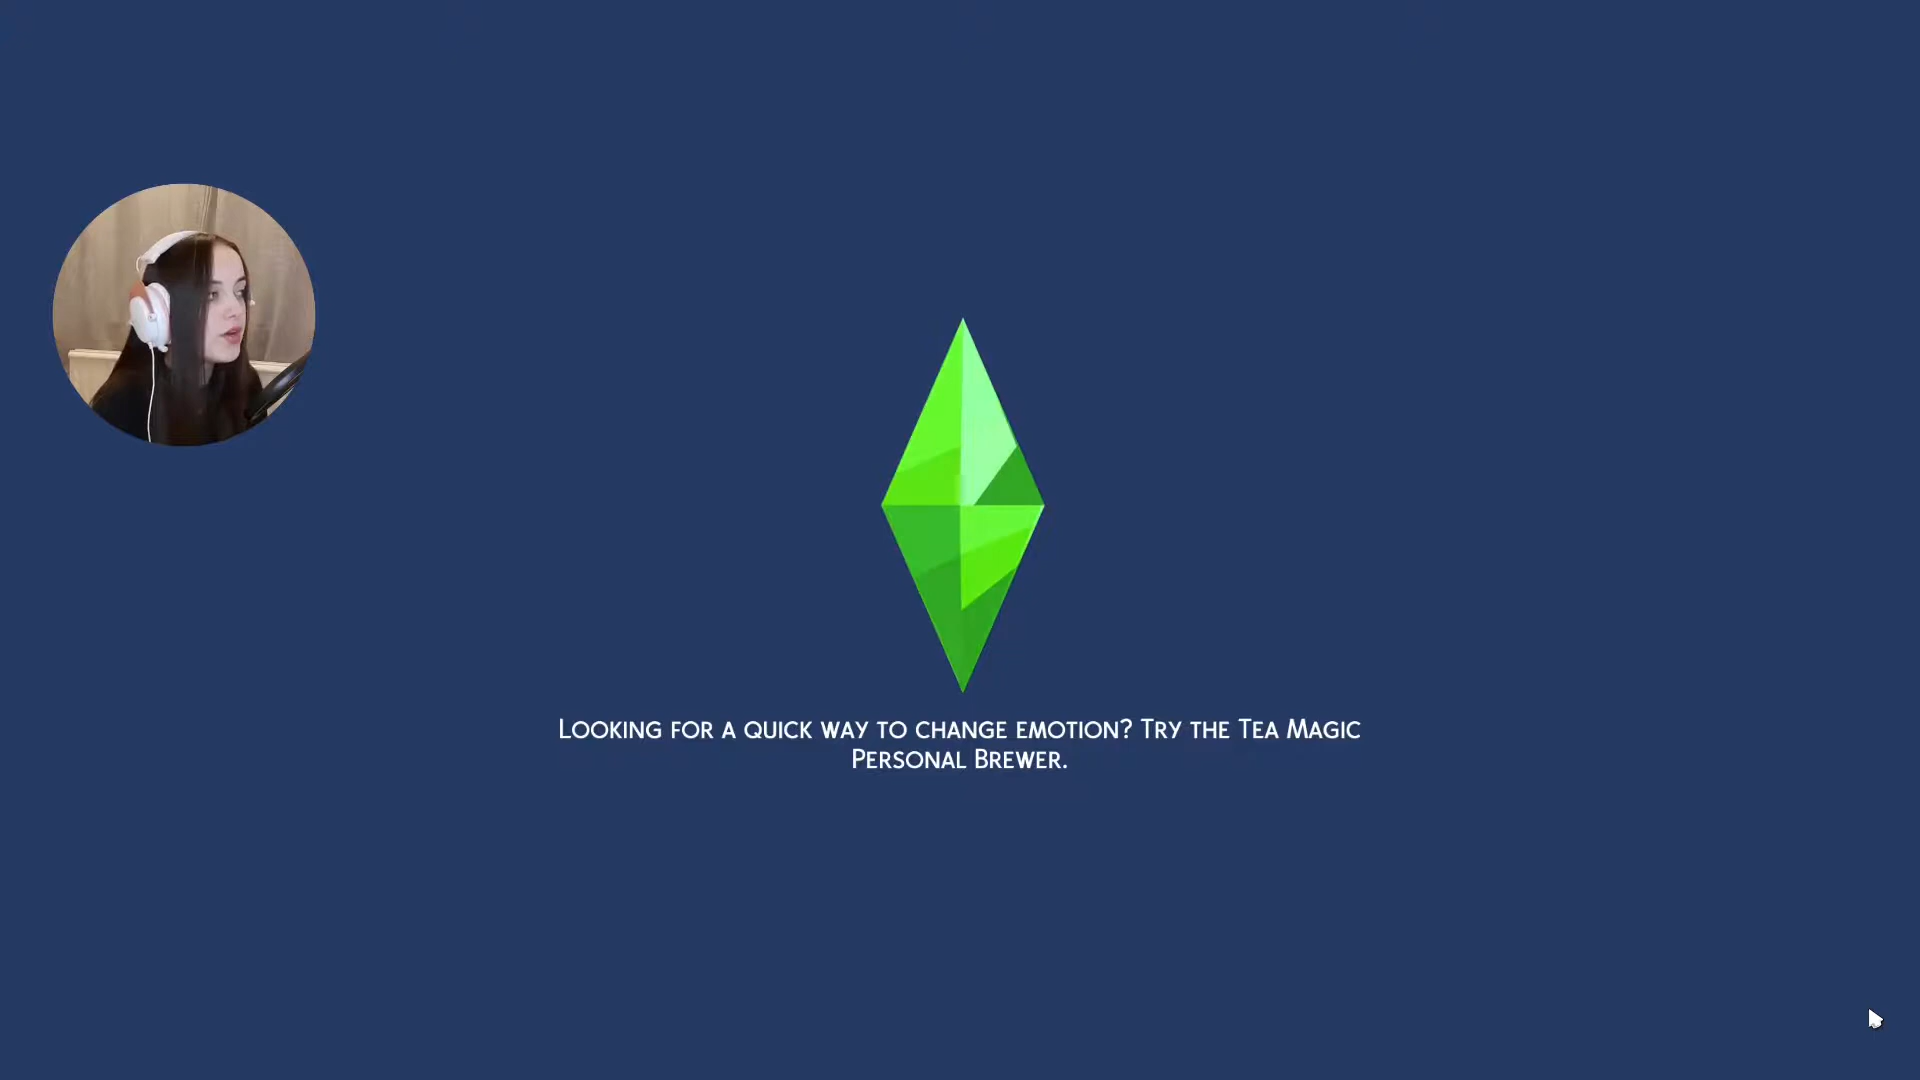 Looking for a quick way to change emotion? Try the Tea Magic
Personal Brewer.